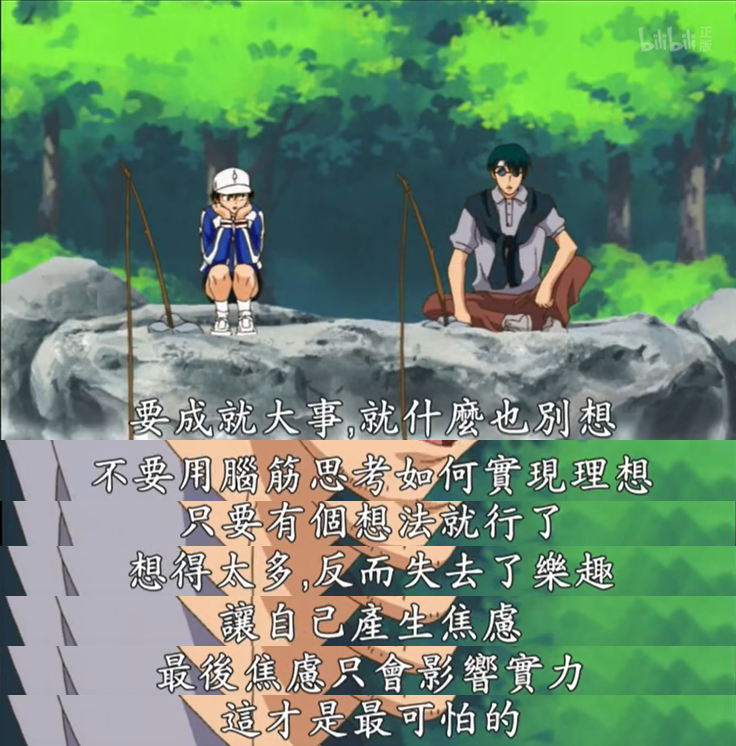 bilibili 正版
要成就大事,就什麼也別想
不要用腦筋思考如何實現理想
只要有個想法就行了
想得太多,反而失去了樂趣
讓自己產生焦慮
最後焦慮只會影響實力
這才是最可怕的